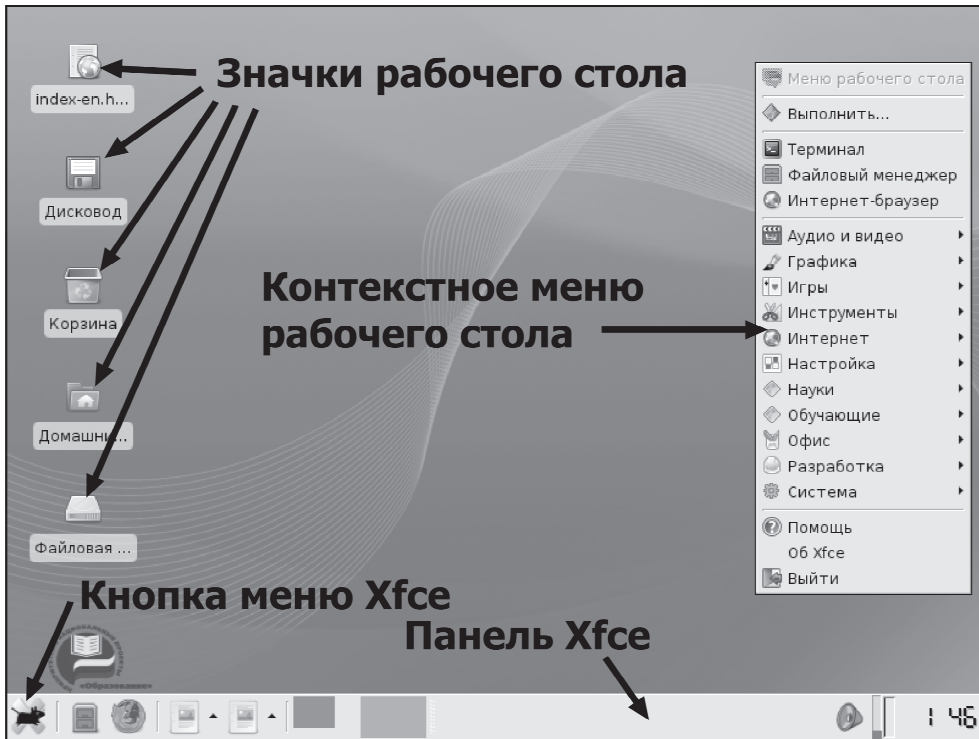 Значки рабочего стола
index-en.h...
Дисковод
Корзина
Домашни...
Файловая ...
Контекстное меню
рабочего стола
Меню рабочего стола
Выполнить...
Терминал
Файловый менеджер
Интернет-браузер
Аудио и видео
Графика
Игры
Инструменты
Интернет
Настройка
Науки
Обучающие
Офис
Разработка
Система
Помощь
Об Xfce
Выйти
Кнопка меню Xfce
Панель Xfce
«Образование»
1 46